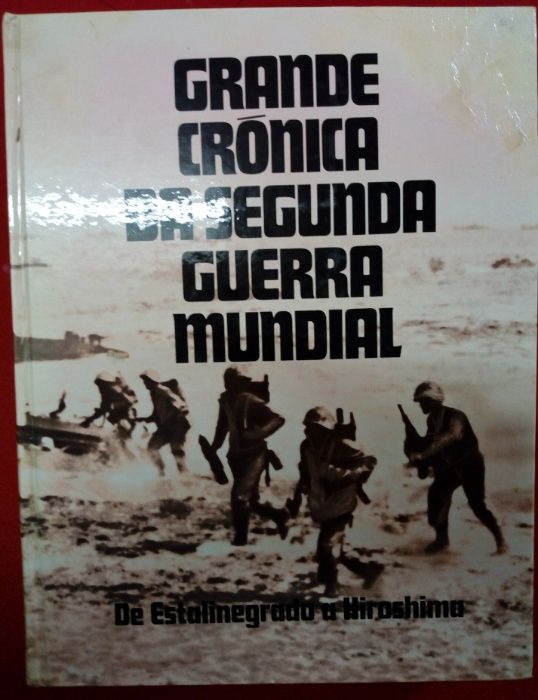 GRANDE
CRÓNICA
DA SEGUNDA
GUERRA
MUNDIAL
De Estalinegrado a Hiroshima